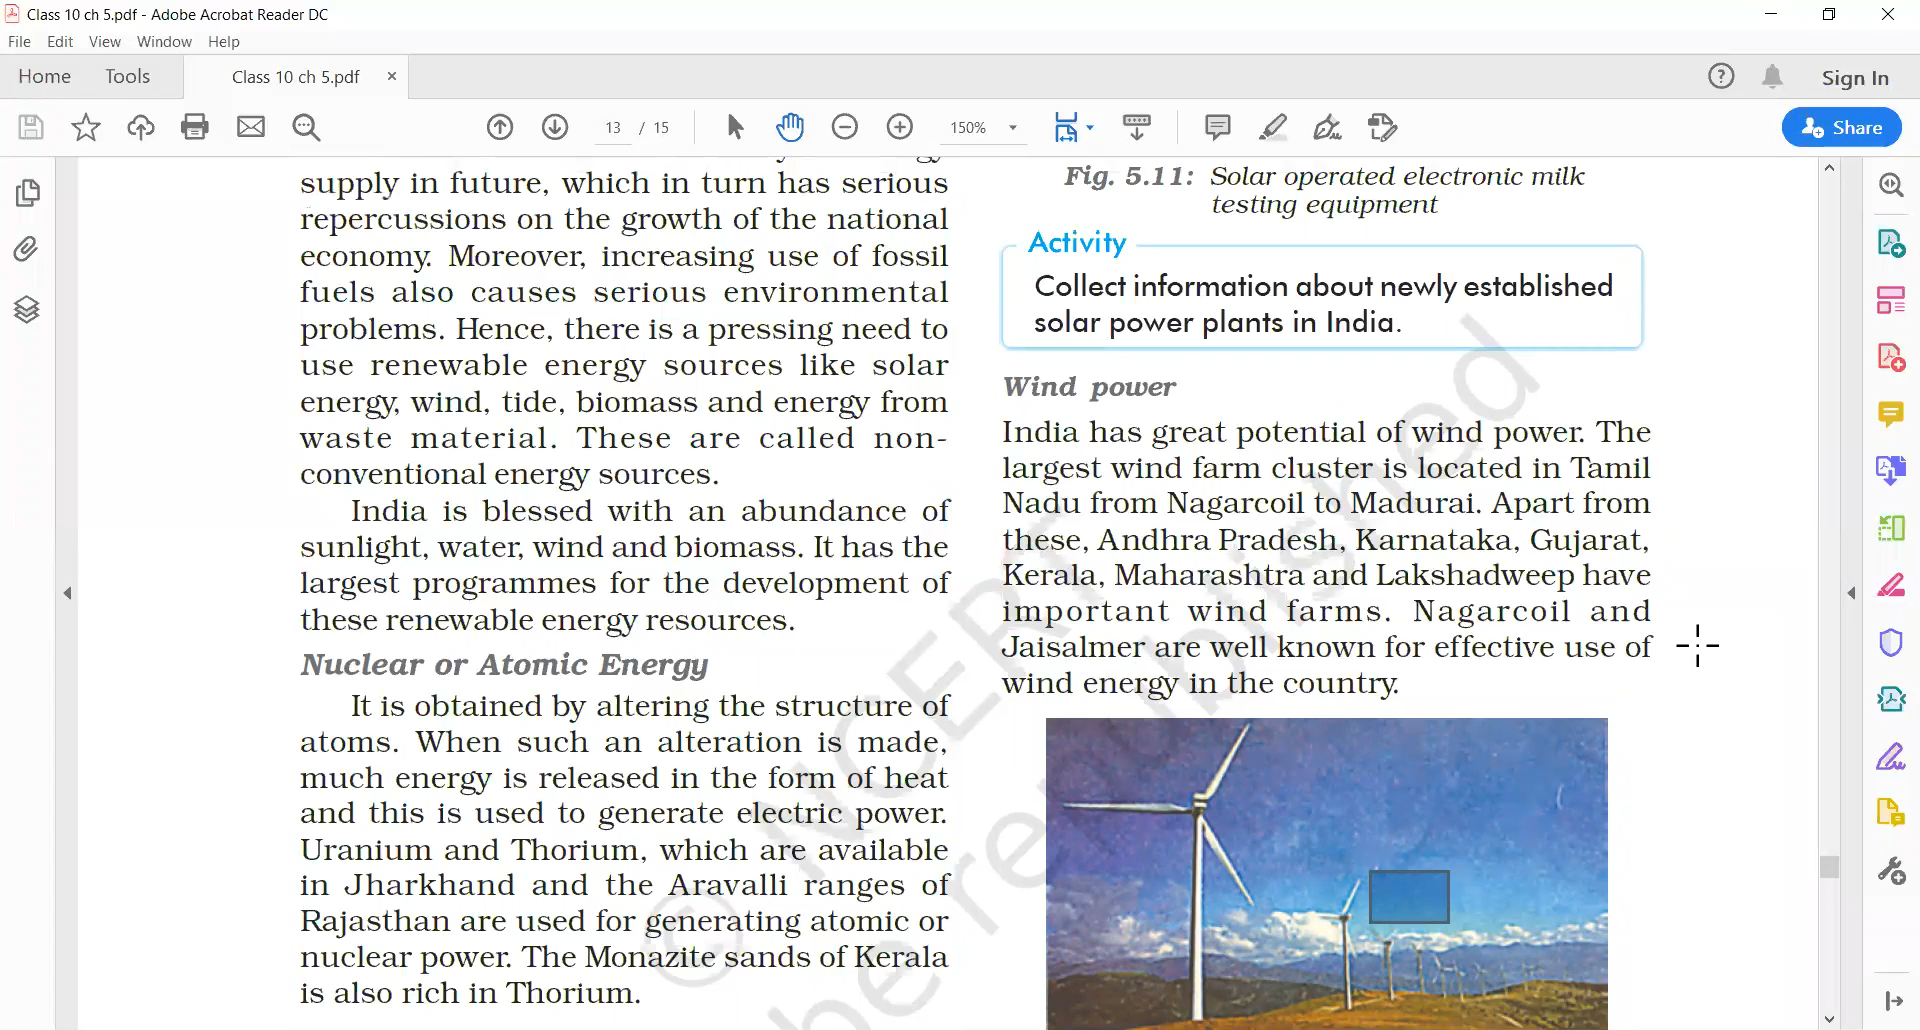 Class 10 ch 5.pdf - Adobe Acrobat Reader DC
File Edit View Window Help
Home Tools Class 10 ch 5.pdf × Sign In
13 / 15 150% Share
supply in future, which in turn has serious
repercussions on the growth of the national
economy. Moreover, increasing use of fossil
fuels also causes serious environmental
problems. Hence, there is a pressing need to
use renewable energy sources like solar
energy, wind, tide, biomass and energy from
waste material. These are called non-
conventional energy sources.
India is blessed with an abundance of
sunlight, water, wind and biomass. It has the
largest programmes for the development of
these renewable energy resources.
Nuclear or Atomic Energy
It is obtained by altering the structure of
atoms. When such an alteration is made,
much energy is released in the form of heat
and this is used to generate electric power.
Uranium and Thorium, which are available
in Jharkhand and the Aravalli ranges of
Rajasthan are used for generating atomic or
nuclear power. The Monazite sands of Kerala
is also rich in Thorium.
Fig. 5.11: Solar operated electronic milk
testing equipment
Activity
Collect information about newly established
solar power plants in India.
Wind power
India has great potential of wind power. The
largest wind farm cluster is located in Tamil
Nadu from Nagarcoil to Madurai. Apart from
these, Andhra Pradesh, Karnataka, Gujarat,
Kerala, Maharashtra and Lakshadweep have
important wind farms. Nagarcoil and
Jaisalmer are well known for effective use of
wind energy in the country.
© NCERT
be republished